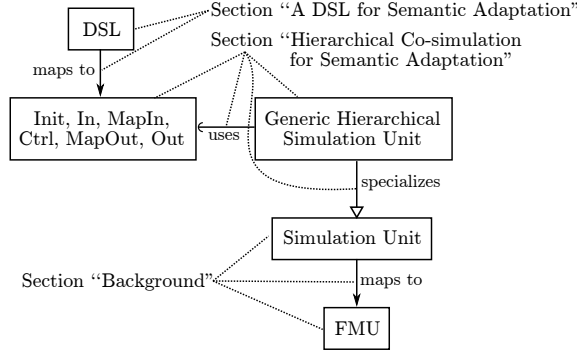 Section “A DSL for Semantic Adaptation”
DSL
Section “Hierarchical Co-simulation
for Semantic Adaptation”
maps to
Init, In, MapIn,
Ctrl, MapOut, Out
uses
Generic Hierarchical
Simulation Unit
specializes
Simulation Unit
Section “Background”
maps to
FMU